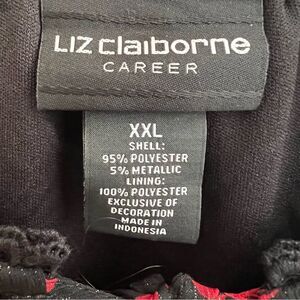 LIZ claiborne
CAREER
XXL
SHELL:
95% POLYESTER
5% METALLIC
LINING:
100% POLYESTER
EXCLUSIVE OF
DECORATION
MADE IN
INDONESIA